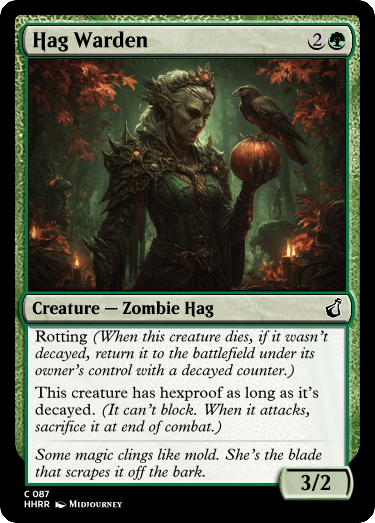 Hag Warden 2
Creature — Zombie Hag
Rotting (When this creature dies, if it wasn't
decayed, return it to the battlefield under its
owner's control with a decayed counter.)
This creature has hexproof as long as it's
decayed. (It can't block. When it attacks,
sacrifice it at end of combat.)
Some magic clings like mold. She's the blade
that scrapes it off the bark.
3/2
C 087
HHRR Midjourney